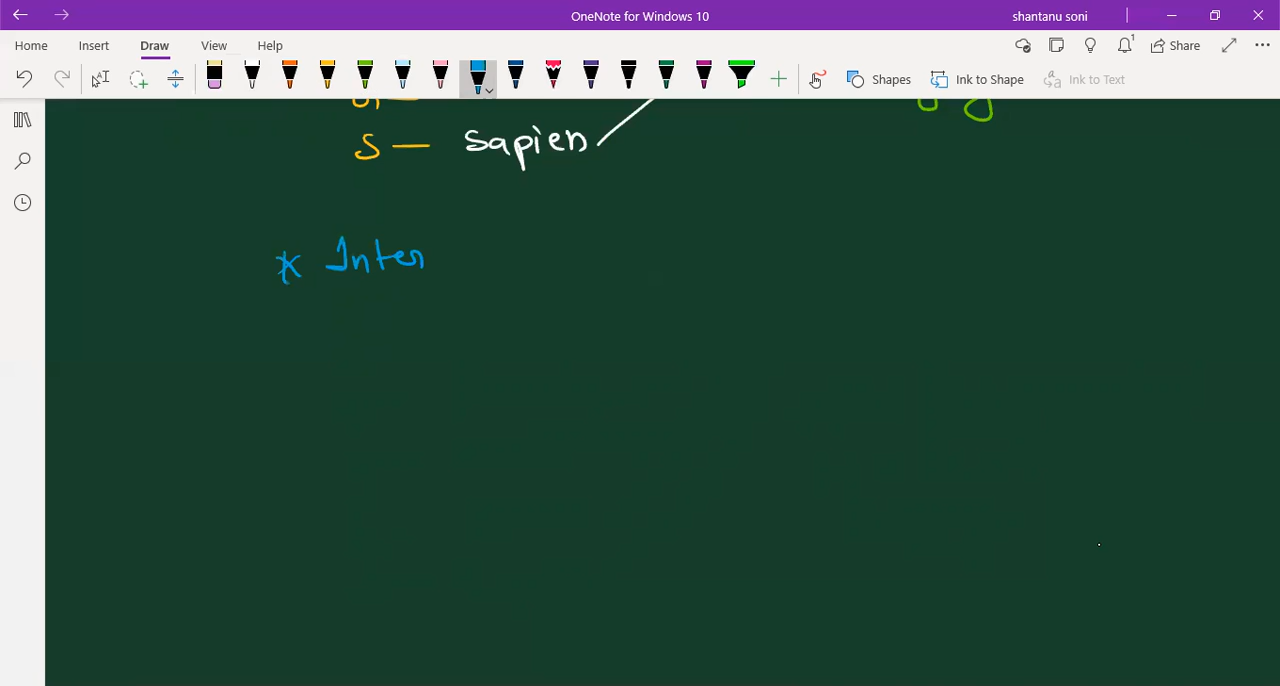 OneNote for Windows 10
shantanu soni
Home Insert Draw View Help
Share
Shapes
Ink to Shape
Ink to Text
S — Sapien
* Inter